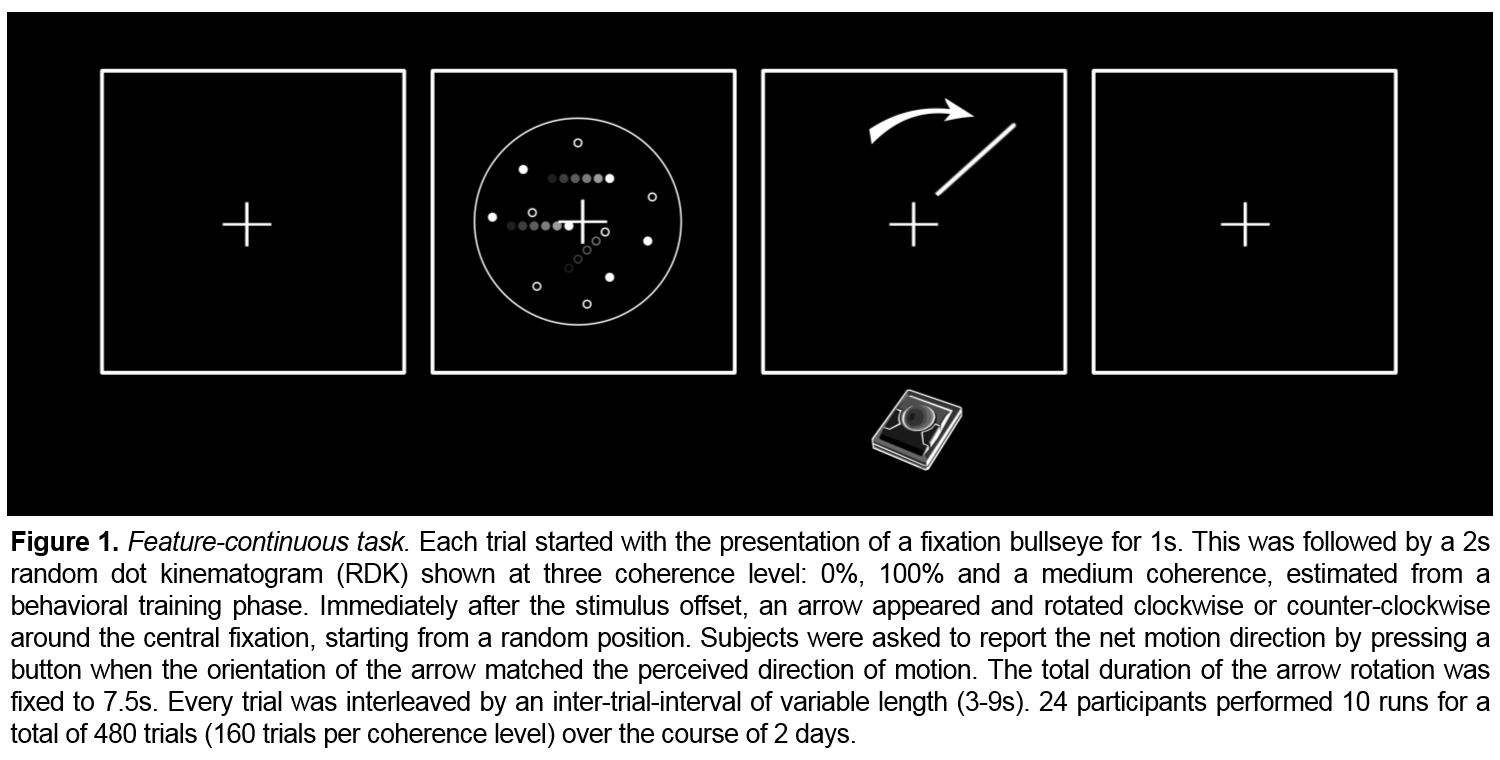 Figure 1. Feature-continuous task. Each trial started with the presentation of a fixation bullseye for 1s. This was followed by a 2s
random dot kinematogram (RDK) shown at three coherence level: 0%, 100% and a medium coherence, estimated from a
behavioral training phase. Immediately after the stimulus offset, an arrow appeared and rotated clockwise or counter-clockwise
around the central fixation, starting from a random position. Subjects were asked to report the net motion direction by pressing a
button when the orientation of the arrow matched the perceived direction of motion. The total duration of the arrow rotation was
fixed to 7.5s. Every trial was interleaved by an inter-trial-interval of variable length (3-9s). 24 participants performed 10 runs for a
total of 480 trials (160 trials per coherence level) over the course of 2 days.